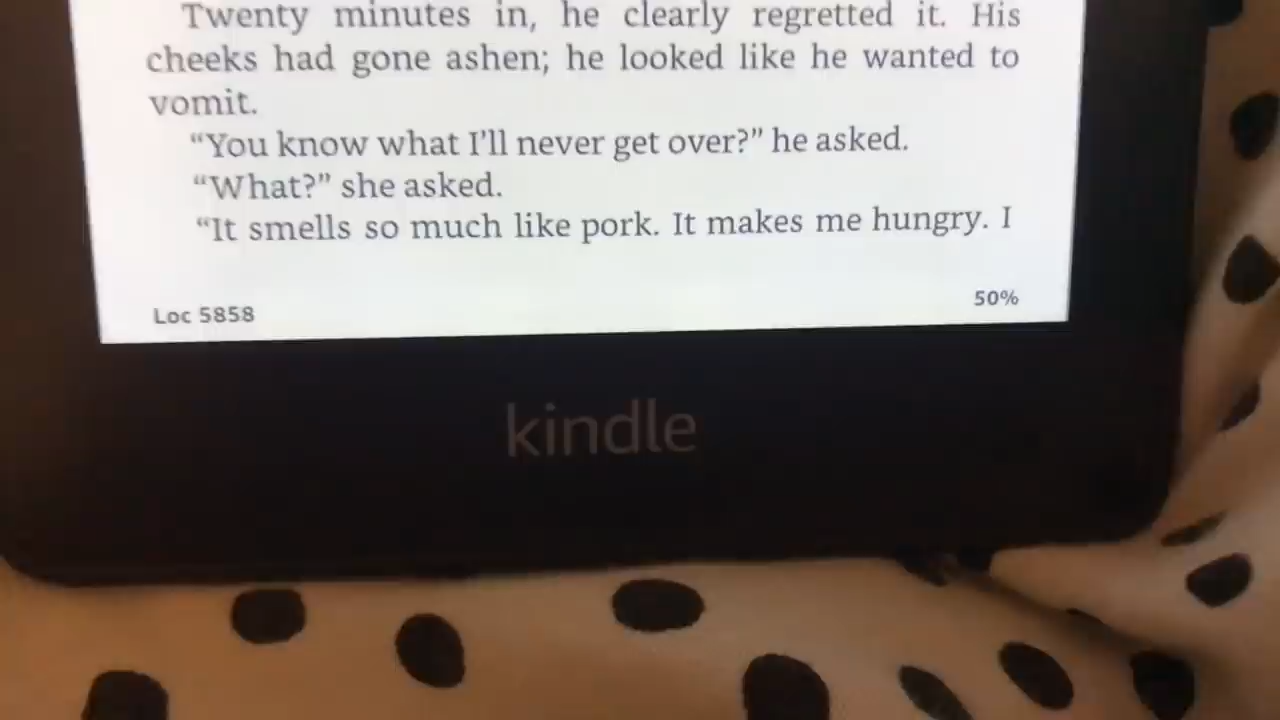 Twenty minutes in, he clearly regretted it. His
cheeks had gone ashen; he looked like he wanted to
vomit.
“You know what I’ll never get over?” he asked.
“What?” she asked.
“It smells so much like pork. It makes me hungry. I
Loc 5858
50%
kindle